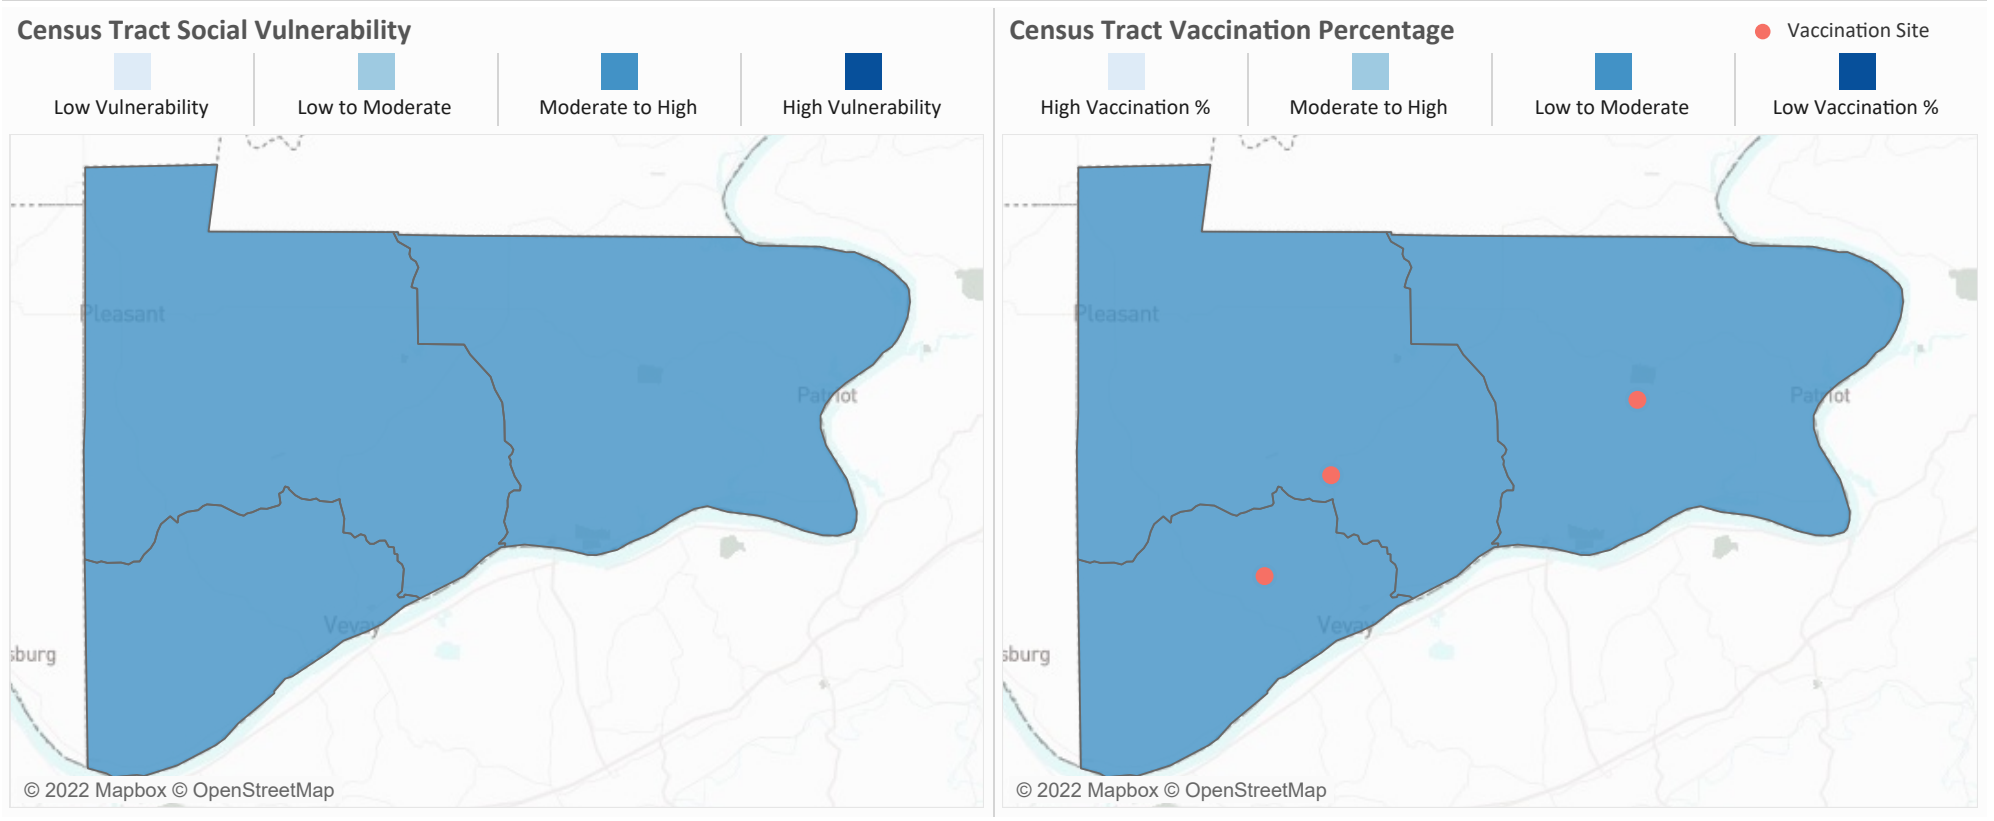 Census Tract Social Vulnerability
Low Vulnerability
Low to Moderate
Moderate to High
High Vulnerability
Pleasant
Patriot
Vevay
sburg
© 2022 Mapbox © OpenStreetMap
Census Tract Vaccination Percentage
Vaccination Site
High Vaccination %
Moderate to High
Low to Moderate
Low Vaccination %
Pleasant
Patriot
Vevay
sburg
© 2022 Mapbox © OpenStreetMap